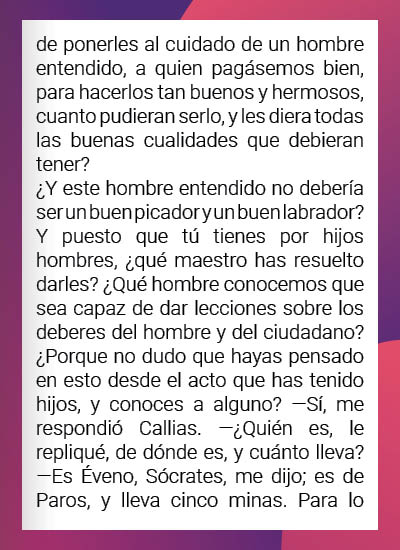 de ponerles al cuidado de un hombre
entendido, a quien pagásemos bien,
para hacerlos tan buenos y hermosos,
cuanto pudieran serlo, y les diera todas
las buenas cualidades que debieran
tener?
¿Y este hombre entendido no debería
ser un buen picador y un buen labrador?
Y puesto que tú tienes por hijos
hombres, ¿qué maestro has resuelto
darles? ¿Qué hombre conocemos que
sea capaz de dar lecciones sobre los
deberes del hombre y del ciudadano?
¿Porque no dudo que hayas pensado
en esto desde el acto que has tenido
hijos, y conoces a alguno? —Sí, me
respondió Callias. —¿Quién es, le
repliqué, de dónde es, y cuánto lleva?
—Es Éveno, Sócrates, me dijo; es de
Paros, y lleva cinco minas. Para lo